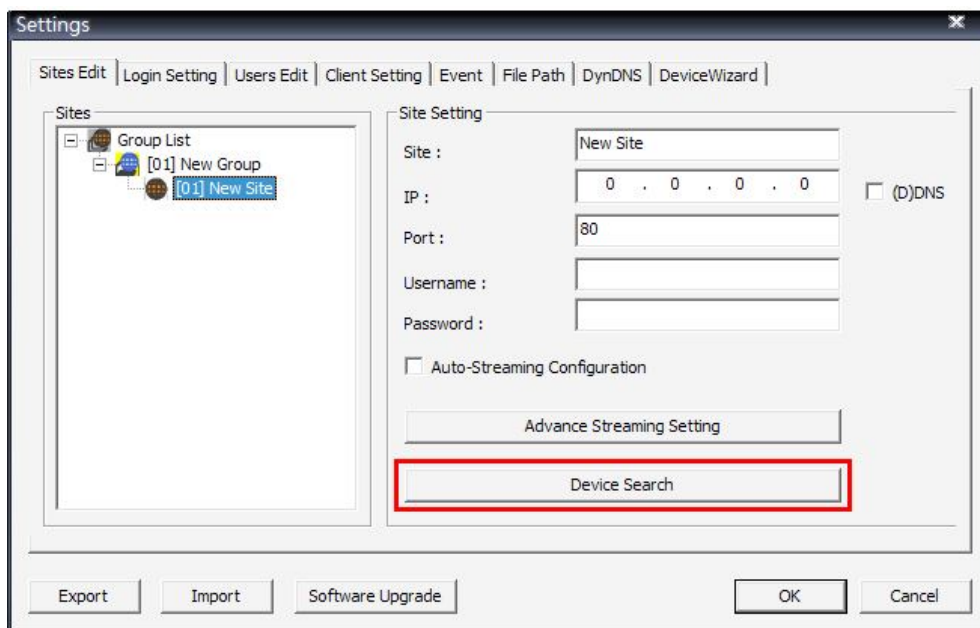 Settings
Sites Edit Login Setting Users Edit Client Setting Event File Path DynDNS DeviceWizard
Sites
Group List
[01] New Group
[01] New Site
Site Setting
Site : New Site
IP : 0 . 0 . 0 . 0 (D)DNS
Port : 80
Username :
Password :
Auto-Streaming Configuration
Advance Streaming Setting
Device Search
Export Import Software Upgrade OK Cancel